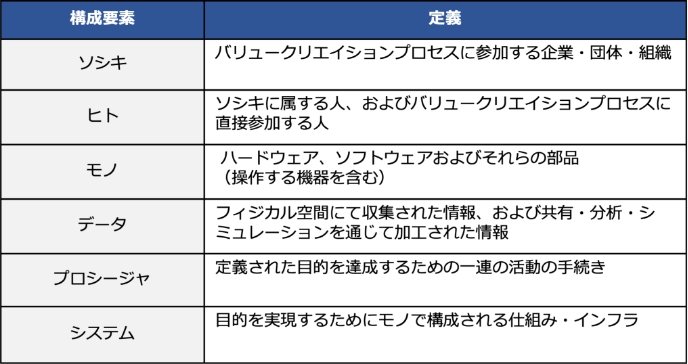 構成要素
定義
ソシキ
バリュークリエイションプロセスに参加する企業・団体・組織
ヒト
ソシキに属する人、およびバリュークリエイションプロセスに
直接参加する人
モノ
ハードウェア、ソフトウェアおよびそれらの部品
（操作する機器を含む）
データ
フィジカル空間にて収集された情報、および共有・分析・シ
ミュレーションを通じて加工された情報
プロシージャ
定義された目的を達成するための一連の活動の手続き
システム
目的を実現するためにモノで構成される仕組み・インフラ